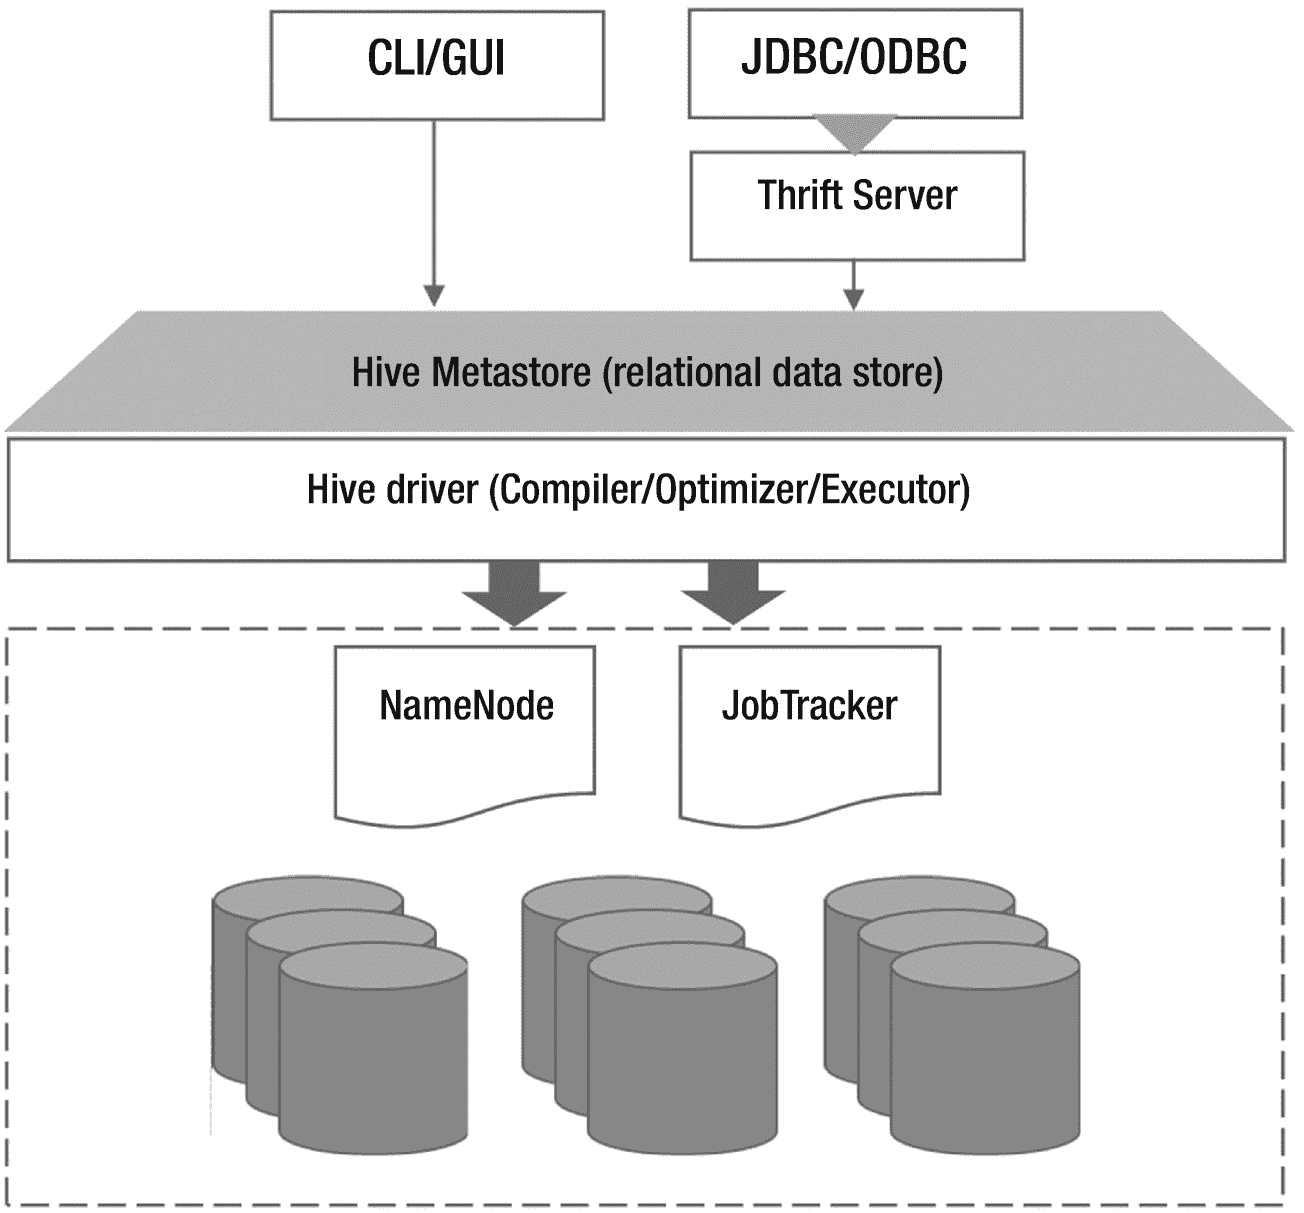 CLI/GUI
JDBC/ODBC
Thrift Server
Hive Metastore (relational data store)
Hive driver (Compiler/Optimizer/Executor)
NameNode
JobTracker